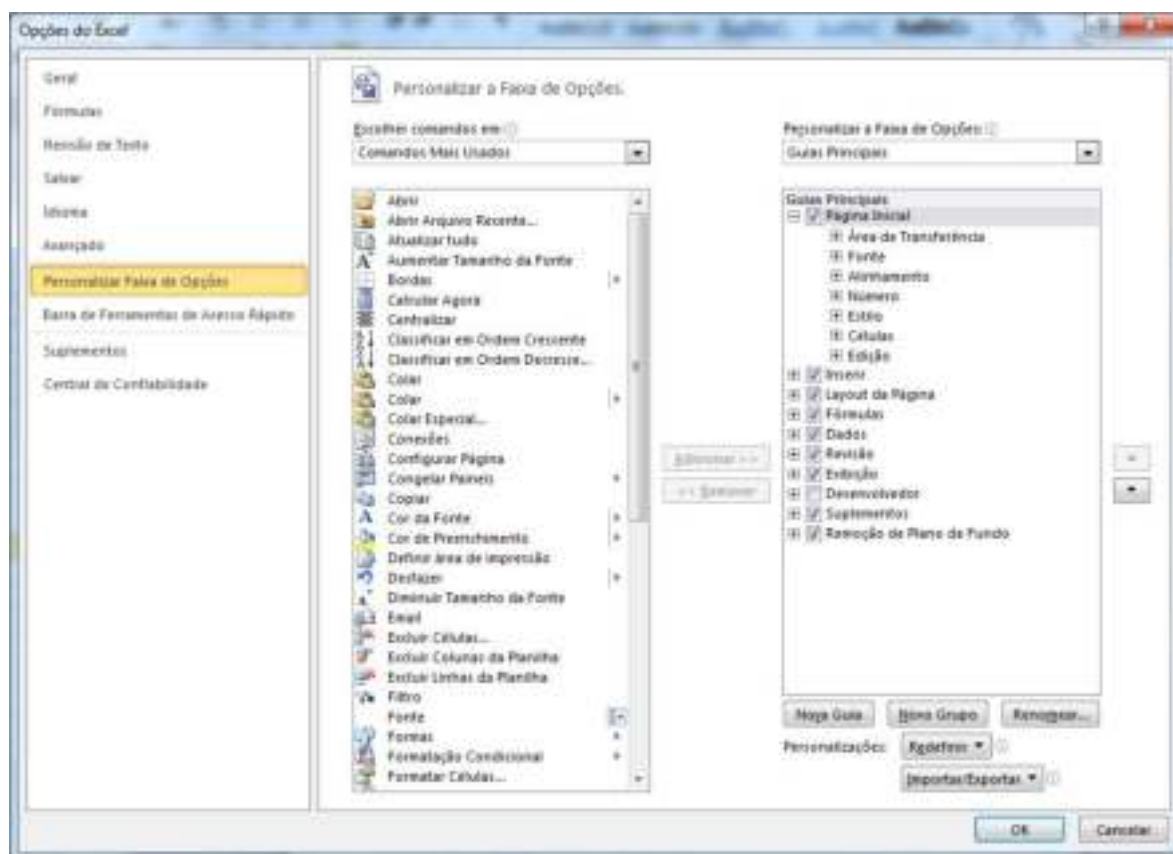 Opções do Excel
Geral
Fórmulas
Revisão de Texto
Salvar
Idioma
Avançado
Personalizar Faixa de Opções
Barra de Ferramentas de Acesso Rápido
Suplementos
Central de Confiabilidade
Personalizar a Faixa de Opções.
Escolher comandos em:
Comandos Mais Usados
Abrir
Abrir Arquivo Recente...
Atualizar tudo
Aumentar Tamanho da Fonte
Bordas
Calcular Agora
Centralizar
Classificar em Ordem Crescente
Classificar em Ordem Decresce...
Colar
Colar
Colar Especial...
Conexões
Configurar Página
Congelar Painéis
Copiar
Cor da Fonte
Cor de Preenchimento
Definir área de impressão
Desfazer
Diminuir Tamanho da Fonte
Email
Excluir Células...
Excluir Colunas da Planilha
Excluir Linhas da Planilha
Filtro
Fonte
Formas
Formatação Condicional
Formatar Células...
Adicionar >>
<< Remover
Personalizar a Faixa de Opções:
Guias Principais
Guias Principais
Página Inicial
Área de Transferência
Fonte
Alinhamento
Número
Estilo
Células
Edição
Inserir
Layout da Página
Fórmulas
Dados
Revisão
Exibição
Desenvolvedor
Suplementos
Remoção de Plano de Fundo
Nova Guia
Novo Grupo
Renomear...
Personalizações:
Redefinir
Importar/Exportar
OK
Cancelar